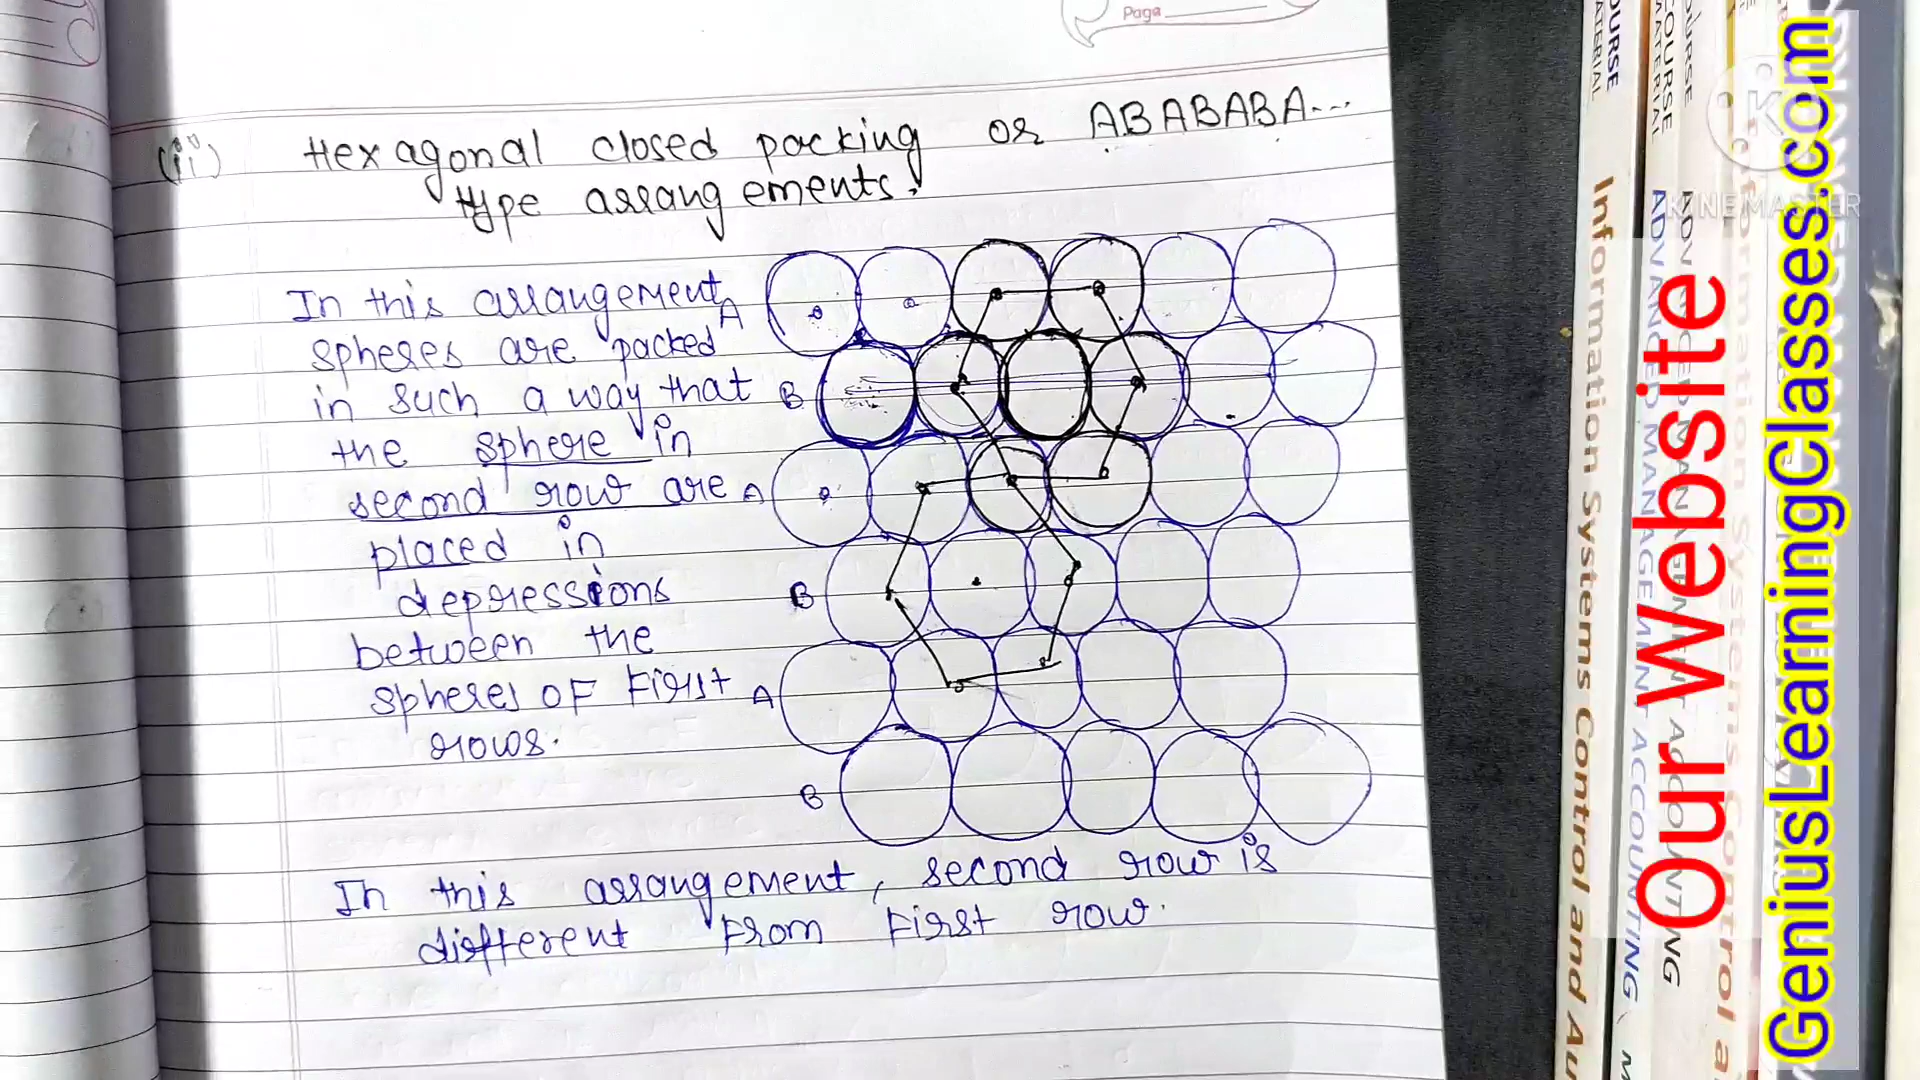 Page
(ii) Hexagonal closed packing or ABABABA...
type arrangements.
In this arrangement
spheres are packed
in such a way that
the sphere in
second row are
placed in
depressions
between the
spheres of First
rows.
A
B
A
B
A
B
In this arrangement, second row is
different From First row.
Our Website
GeniusLearningClasses.com
KINEMASTER
K
Information Systems Control and Au
ADVANCED MANAGEMENT ACCOUNTING
COURSE
MATERIAL